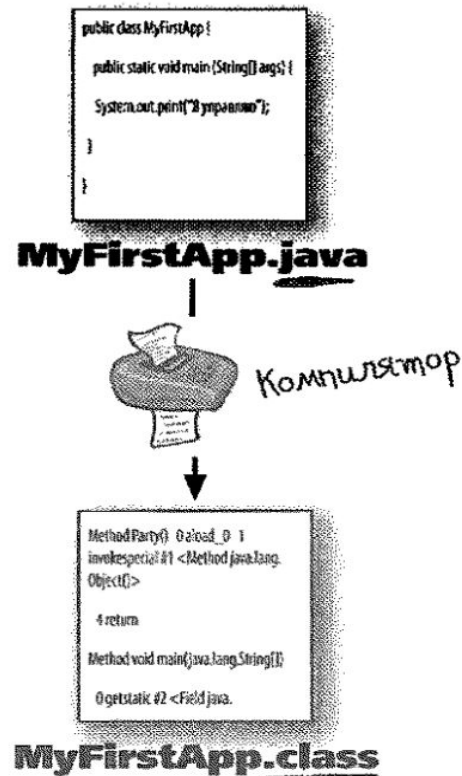 public class MyFirstApp {
public static void main (String[] args) {
System.out.print("Я управляю");
}
}
MyFirstApp.java
Компилятор
Method Party() 0 aload_0 1
invokespecial #1 <Method java.lang.
Object()>
4 return
Method void main(java.lang.String[])
0 getstatic #2 <Field java.
MyFirstApp.class